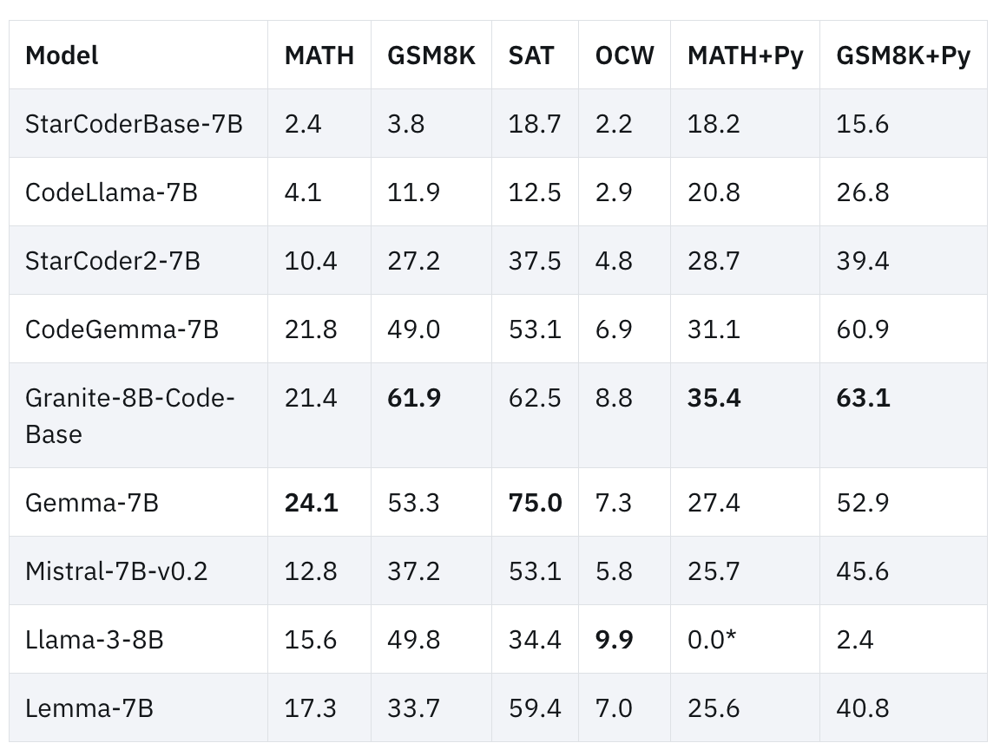 Model MATH GSM8K SAT OCW MATH+Py GSM8K+Py
StarCoderBase-7B 2.4 3.8 18.7 2.2 18.2 15.6
CodeLlama-7B 4.1 11.9 12.5 2.9 20.8 26.8
StarCoder2-7B 10.4 27.2 37.5 4.8 28.7 39.4
CodeGemma-7B 21.8 49.0 53.1 6.9 31.1 60.9
Granite-8B-Code- 21.4 61.9 62.5 8.8 35.4 63.1
Base
Gemma-7B 24.1 53.3 75.0 7.3 27.4 52.9
Mistral-7B-v0.2 12.8 37.2 53.1 5.8 25.7 45.6
Llama-3-8B 15.6 49.8 34.4 9.9 0.0* 2.4
Lemma-7B 17.3 33.7 59.4 7.0 25.6 40.8